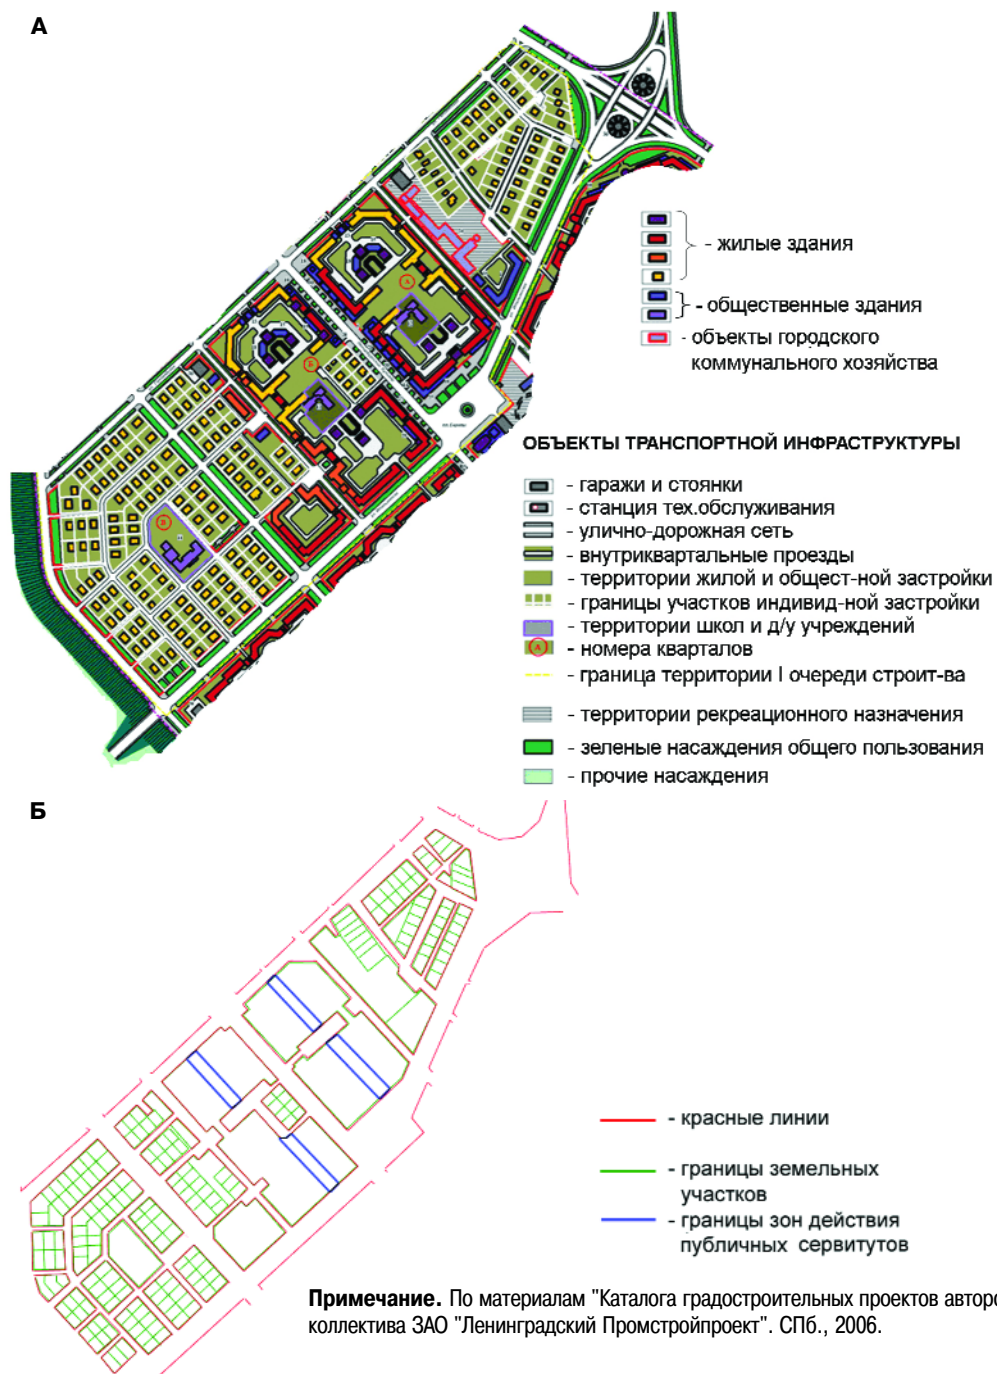 А
- жилые здания
- общественные здания
- объекты городского
коммунального хозяйства
ОБЪЕКТЫ ТРАНСПОРТНОЙ ИНФРАСТРУКТУРЫ
- гаражи и стоянки
- станция тех.обслуживания
- улично-дорожная сеть
- внутриквартальные проезды
- территории жилой и общест-ной застройки
- границы участков индивид-ной застройки
- территории школ и д/у учреждений
А - номера кварталов
- граница территории I очереди строит-ва
- территории рекреационного назначения
- зеленые насаждения общего пользования
- прочие насаждения
А
Б
В
Б
- красные линии
- границы земельных
участков
- границы зон действия
публичных сервитутов
Примечание. По материалам "Каталога градостроительных проектов авторс
коллектива ЗАО "Ленинградский Промстройпроект". СПб., 2006.